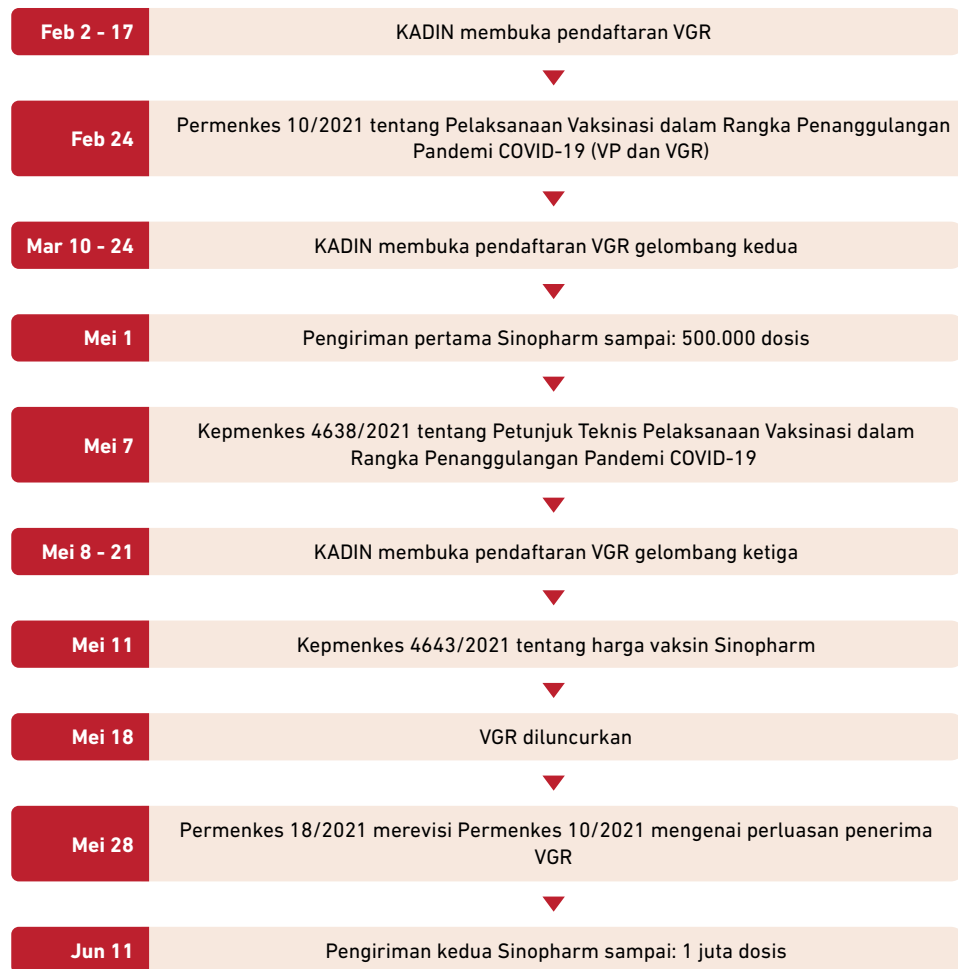 Feb 2 - 17
KADIN membuka pendaftaran VGR
Feb 24
Permenkes 10/2021 tentang Pelaksanaan Vaksinasi dalam Rangka Penanggulangan
Pandemi COVID-19 (VP dan VGR)
Mar 10 - 24
KADIN membuka pendaftaran VGR gelombang kedua
Mei 1
Pengiriman pertama Sinopharm sampai: 500.000 dosis
Mei 7
Kepmenkes 4638/2021 tentang Petunjuk Teknis Pelaksanaan Vaksinasi dalam
Rangka Penanggulangan Pandemi COVID-19
Mei 8 - 21
KADIN membuka pendaftaran VGR gelombang ketiga
Mei 11
Kepmenkes 4643/2021 tentang harga vaksin Sinopharm
Mei 18
VGR diluncurkan
Mei 28
Permenkes 18/2021 merevisi Permenkes 10/2021 mengenai perluasan penerima
VGR
Jun 11
Pengiriman kedua Sinopharm sampai: 1 juta dosis